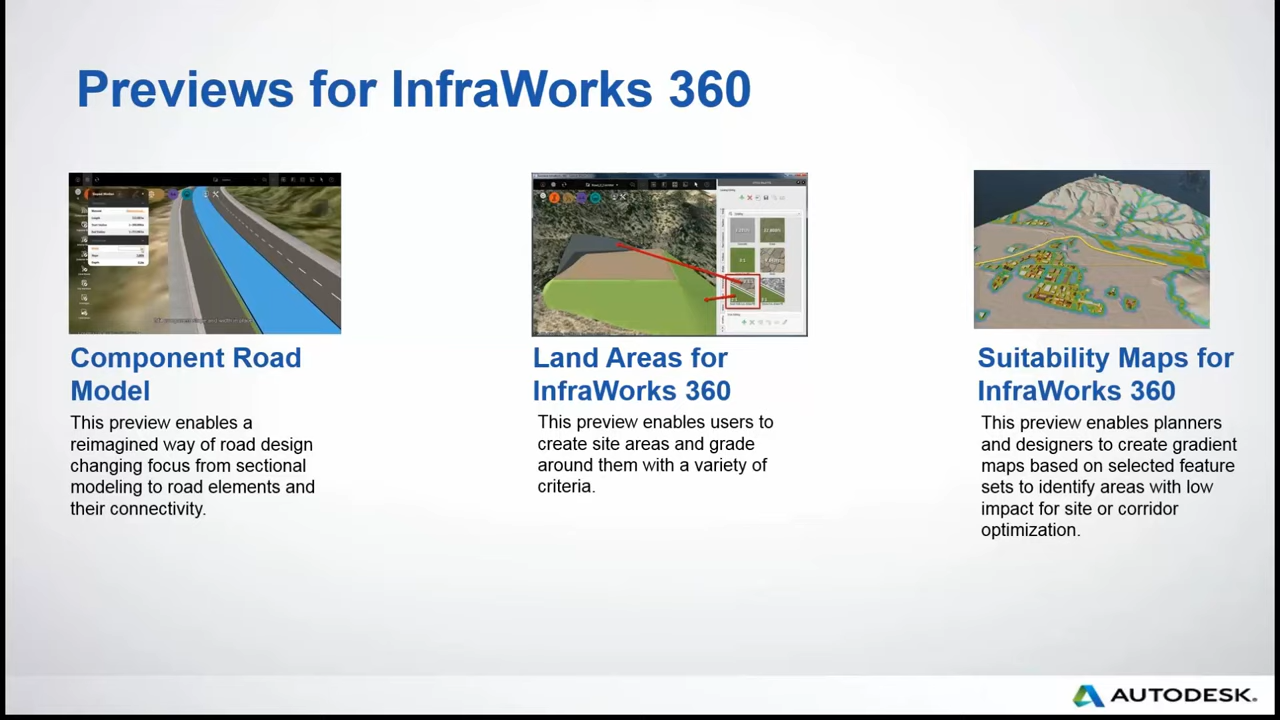 Previews for InfraWorks 360
Component Road
Model
This preview enables a
reimagined way of road design
changing focus from sectional
modeling to road elements and
their connectivity.
Land Areas for
InfraWorks 360
This preview enables users to
create site areas and grade
around them with a variety of
criteria.
Suitability Maps for
InfraWorks 360
This preview enables planners
and designers to create gradient
maps based on selected feature
sets to identify areas with low
impact for site or corridor
optimization.
AUTODESK.